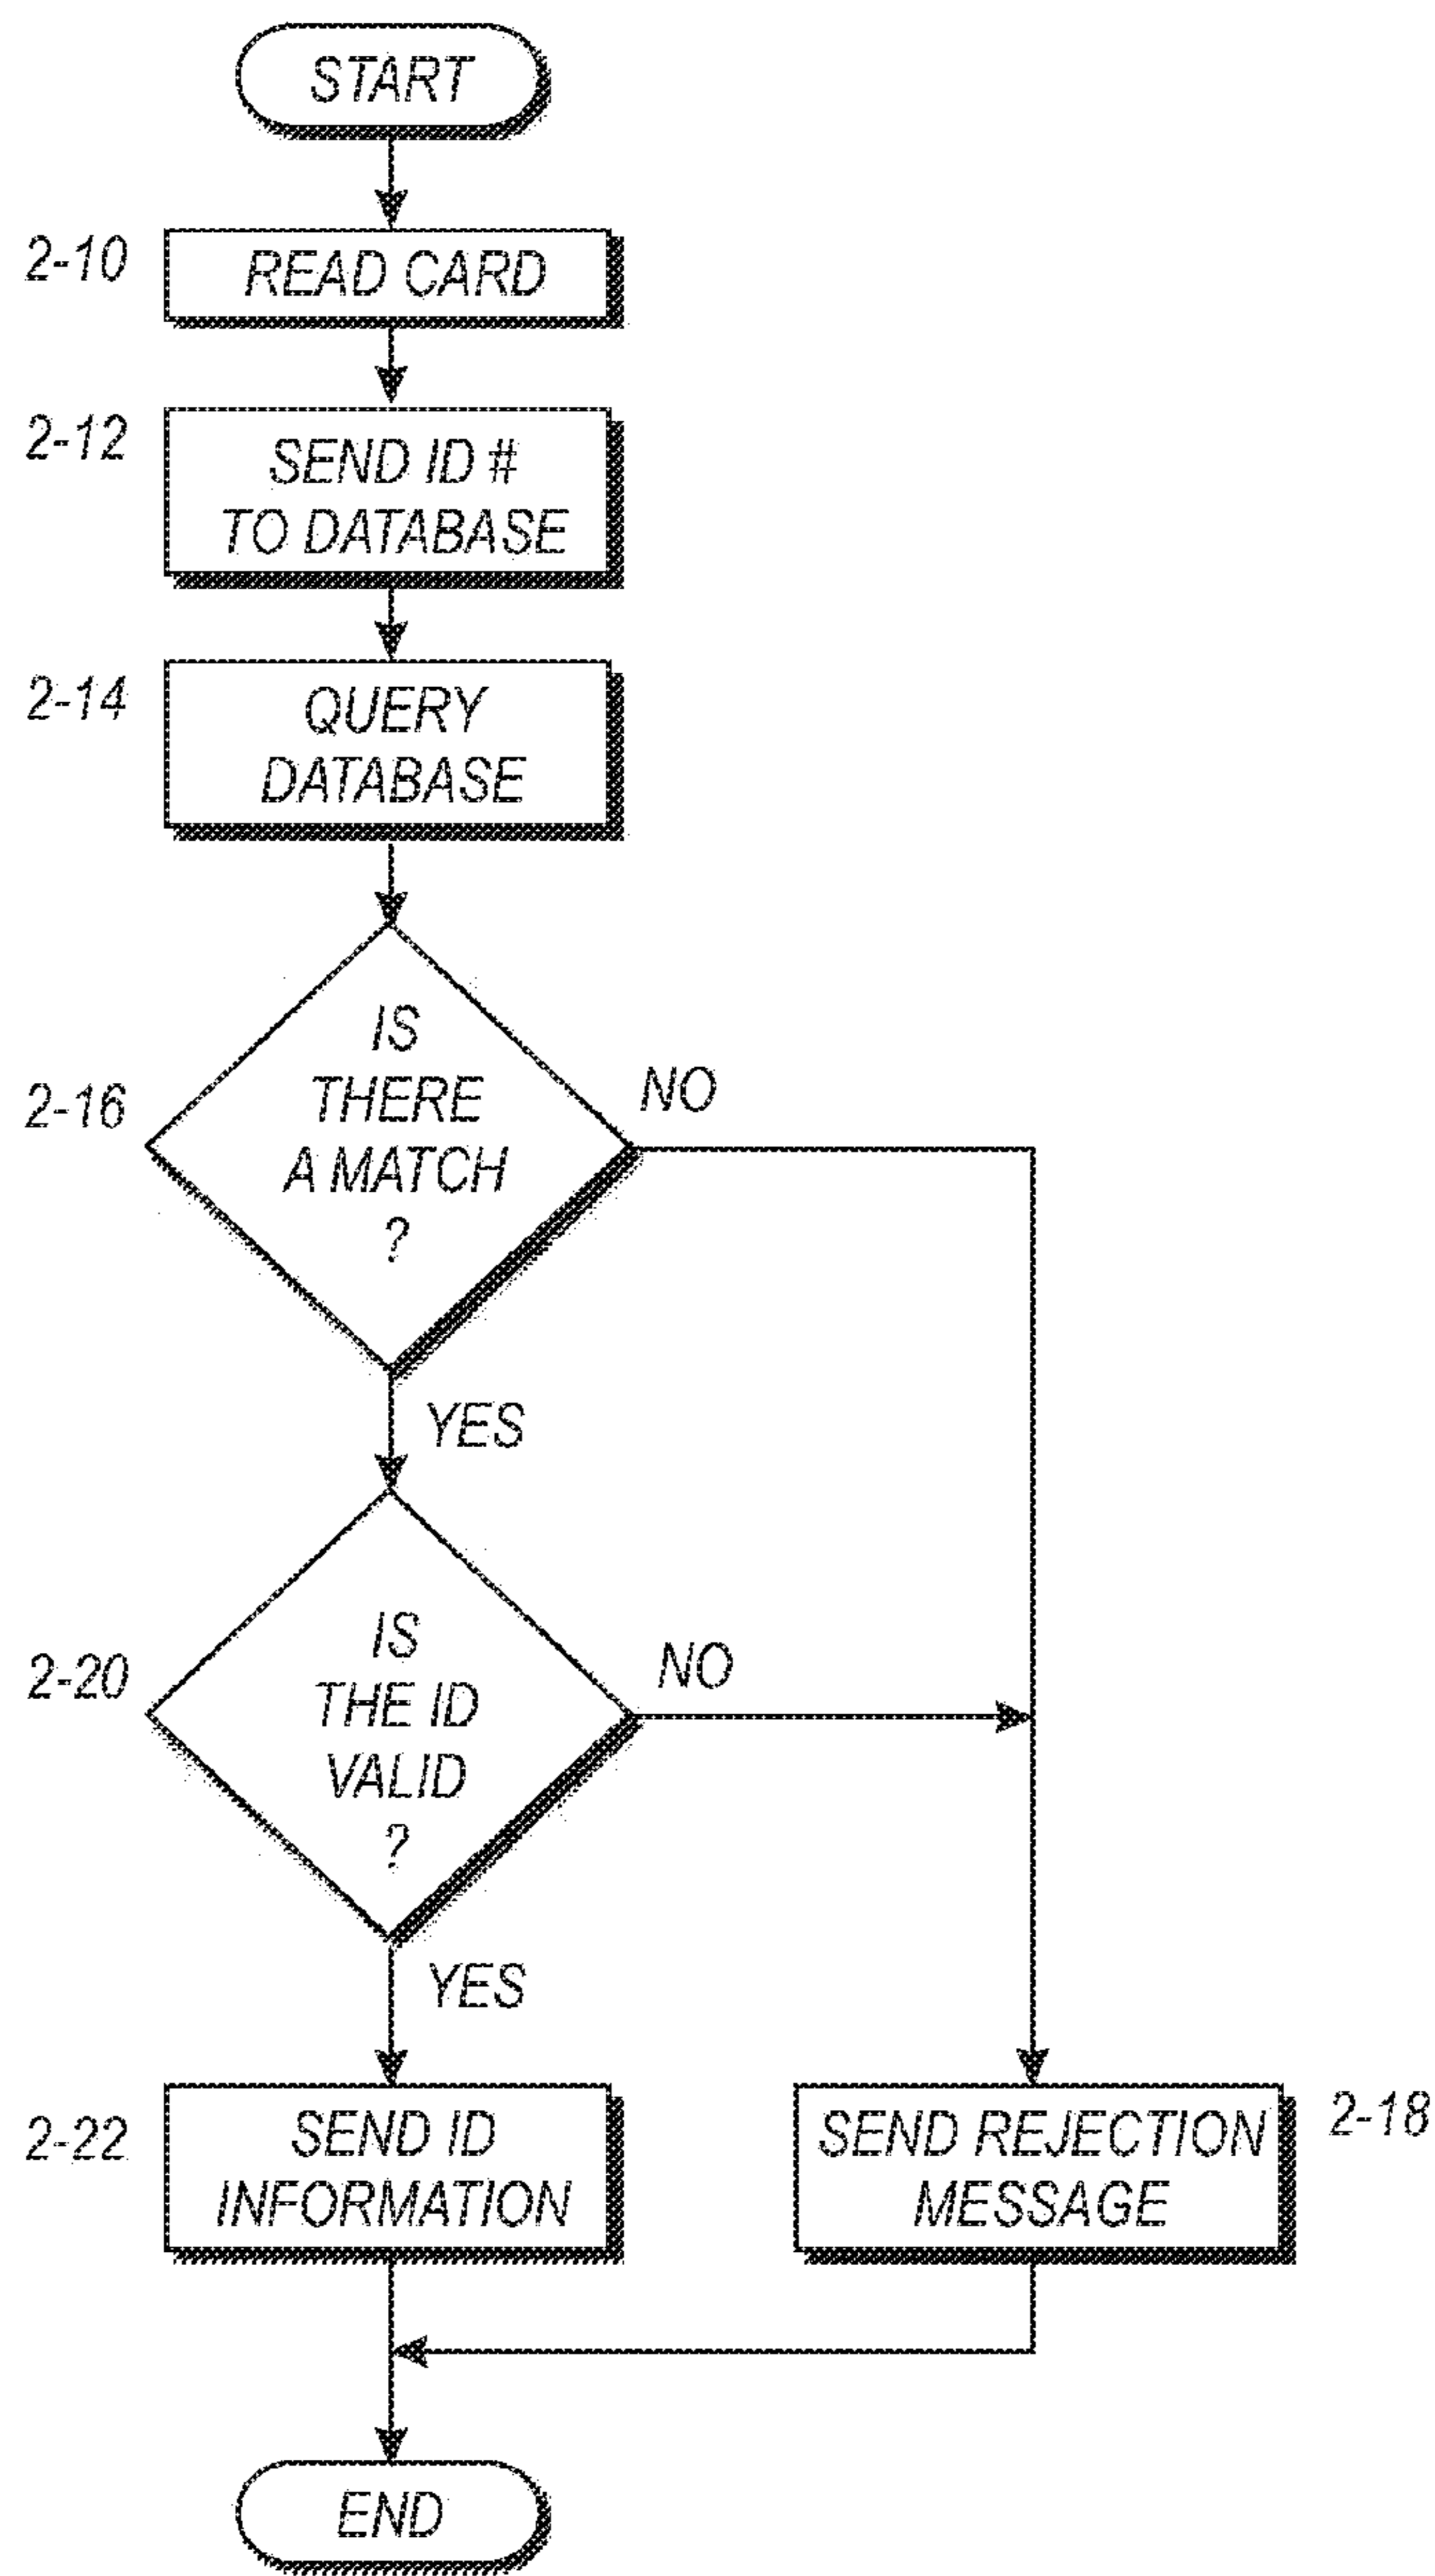 START
2-10
READ CARD
2-12
SEND ID #
TO DATABASE
2-14
QUERY
DATABASE
2-16
IS
THERE
A MATCH
?
NO
YES
2-20
IS
THE ID
VALID
?
NO
YES
2-22
SEND ID
INFORMATION
SEND REJECTION
MESSAGE
2-18
END